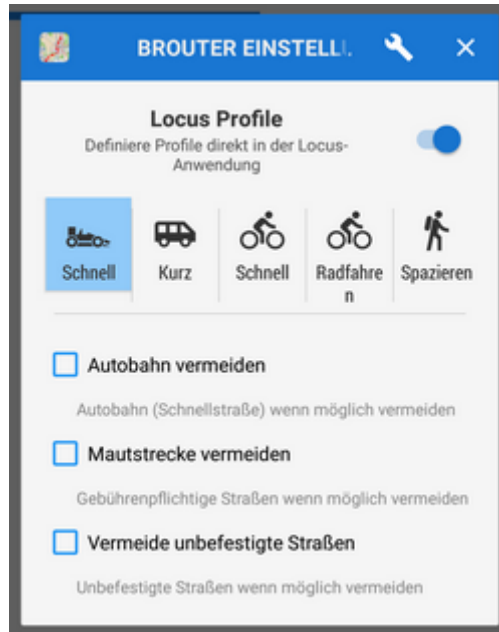 BROUTER EINSTELL
Locus Profile
Definiere Profile direkt in der Locus-
Anwendung
Schnell
Kurz
Schnell
Radfahre
n
Spazieren
Autobahn vermeiden
Autobahn (Schnellstraße) wenn möglich vermeiden
Mautstrecke vermeiden
Gebührenpflichtige Straßen wenn möglich vermeiden
Vermeide unbefestigte Straßen
Unbefestigte Straßen wenn möglich vermeiden